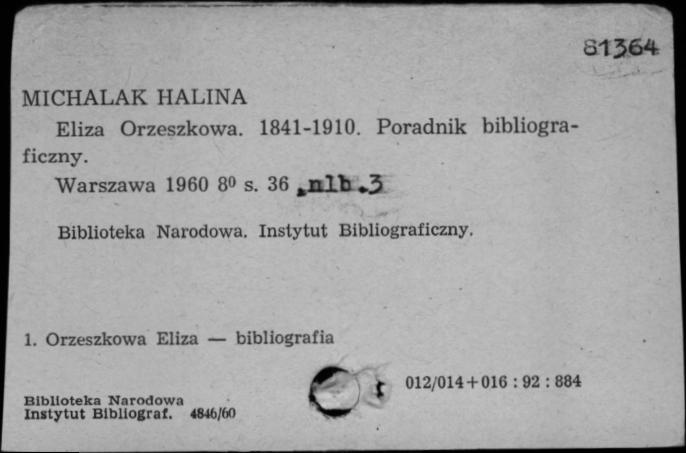 81364
MICHALAK HALINA
Eliza Orzeszkowa. 1841-1910. Poradnik bibliogra-
ficzny.
Warszawa 1960 8⁰ s. 36 ,nlb.3
Biblioteka Narodowa. Instytut Bibliograficzny.
1. Orzeszkowa Eliza — bibliografia
012/014+016 : 92 : 884
Biblioteka Narodowa
Instytut Bibliograf. 4846/60